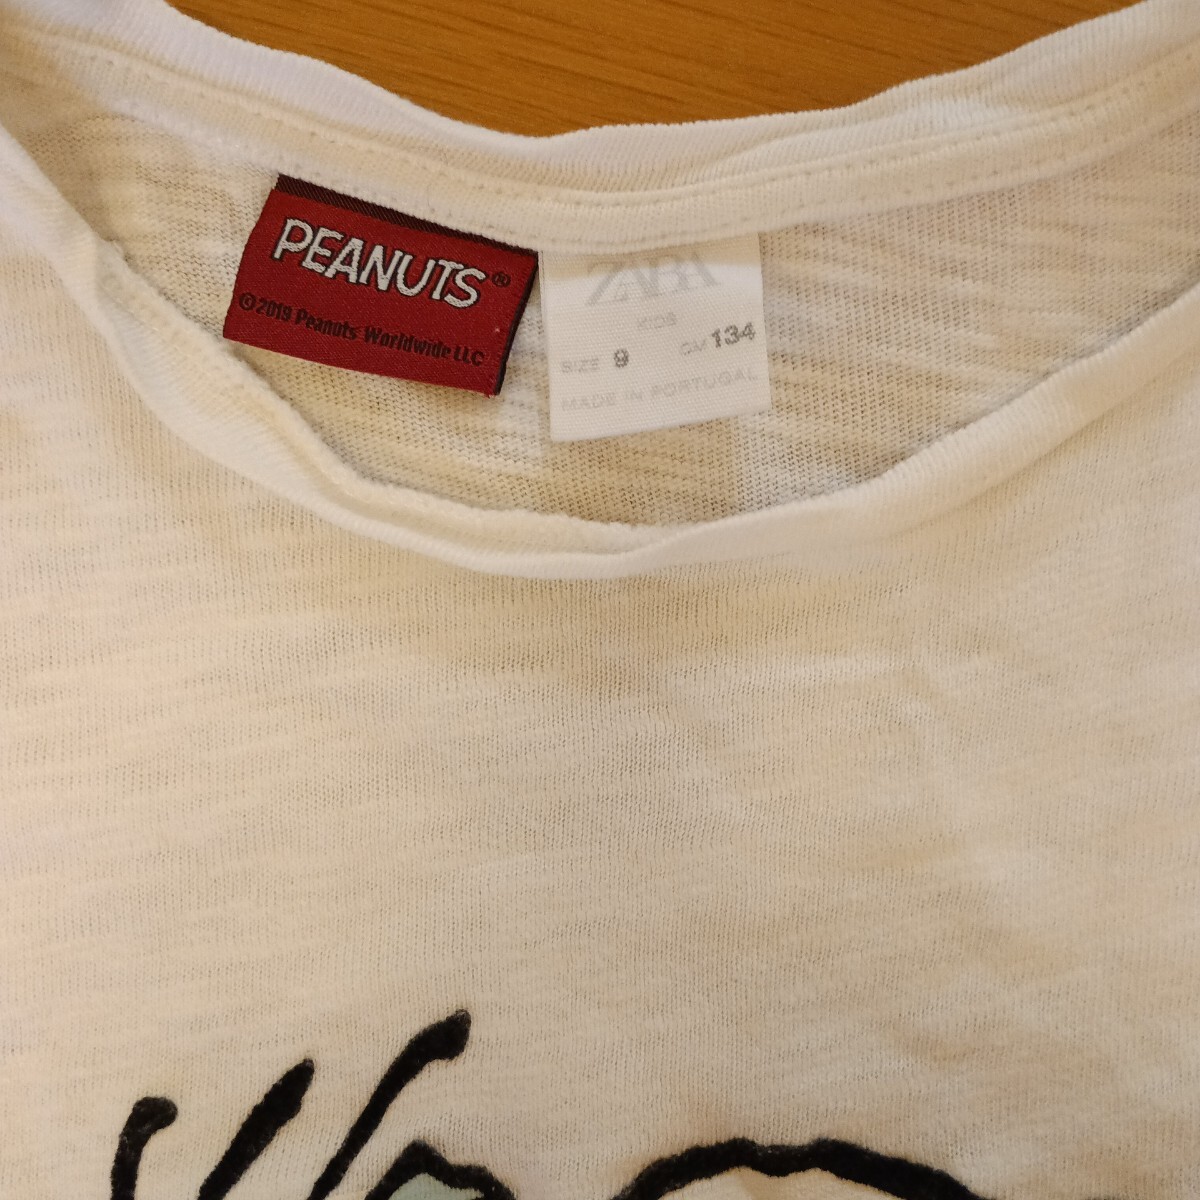 PEANUTS®
©2019 Peanuts Worldwide LLC
ZARA
KIDS
SIZE 9 CM 134
MADE IN PORTUGAL